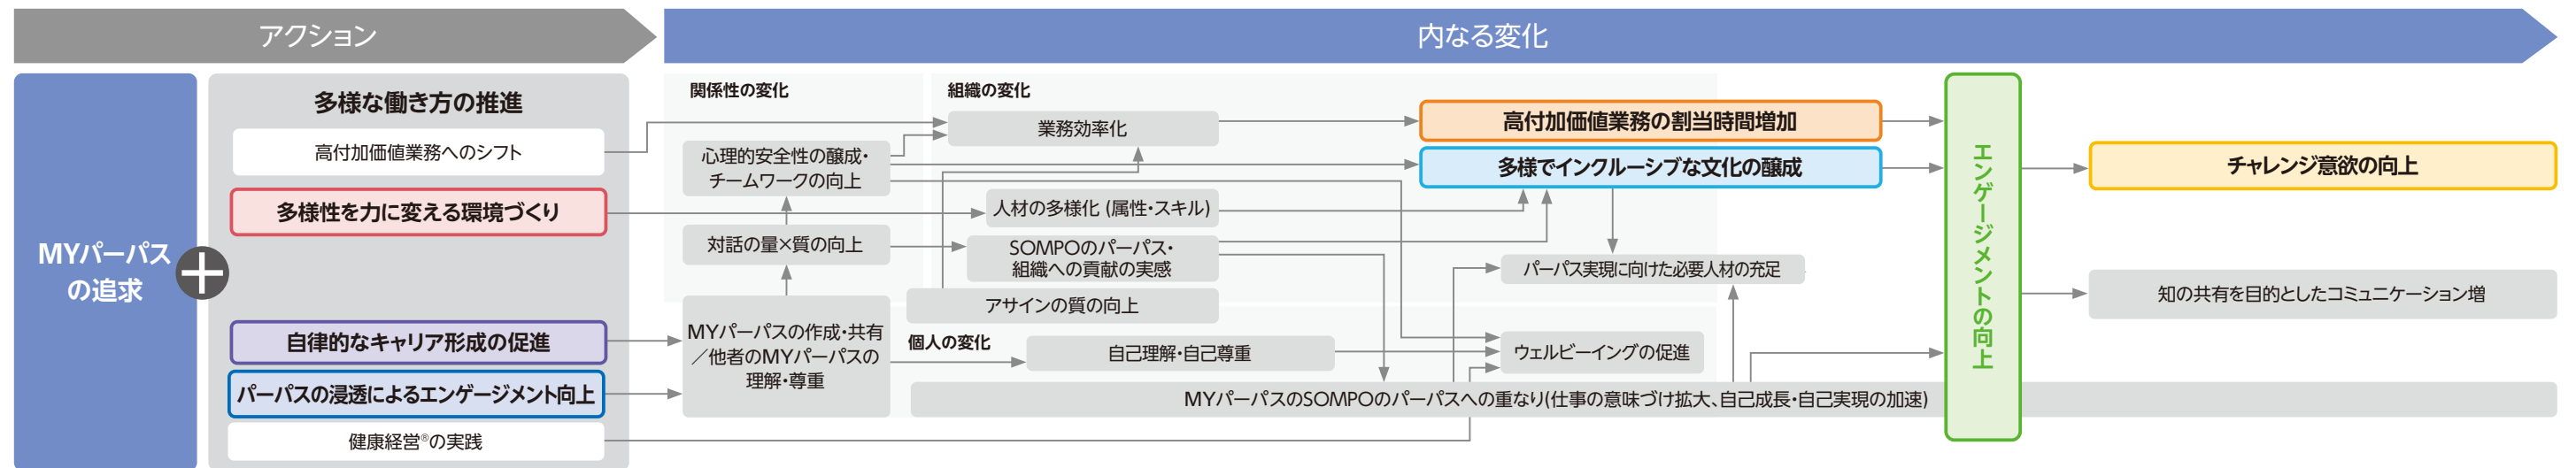 アクション
内なる変化
MYパーパス
の追求
多様な働き方の推進
高付加価値業務へのシフト
多様性を力に変える環境づくり
自律的なキャリア形成の促進
パーパスの浸透によるエンゲージメント向上
健康経営®の実践
関係性の変化
心理的安全性の醸成・
チームワークの向上
対話の量×質の向上
MYパーパスの作成・共有
／他者のMYパーパスの
理解・尊重
組織の変化
業務効率化
人材の多様化 (属性・スキル)
SOMPOのパーパス・
組織への貢献の実感
アサインの質の向上
個人の変化
自己理解・自己尊重
高付加価値業務の割当時間増加
多様でインクルーシブな文化の醸成
パーパス実現に向けた必要人材の充足
ウェルビーイングの促進
MYパーパスのSOMPOのパーパスへの重なり(仕事の意味づけ拡大、自己成長・自己実現の加速)
エンゲージメントの向上
チャレンジ意欲の向上
知の共有を目的としたコミュニケーション増